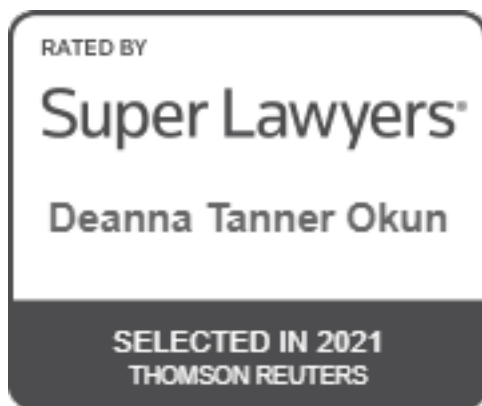 RATED BY
Super Lawyers®
Deanna Tanner Okun
SELECTED IN 2021
THOMSON REUTERS